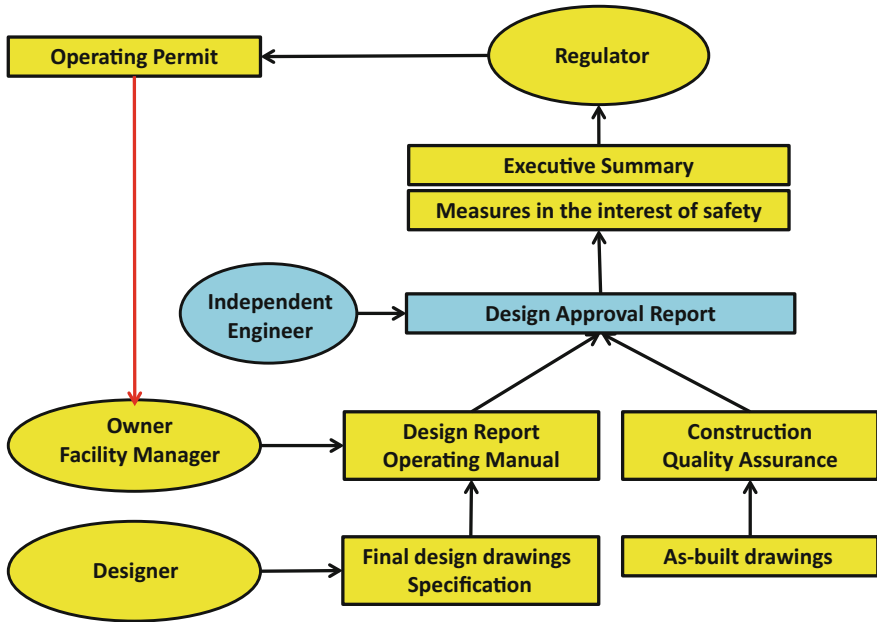 Operating Permit
Regulator
Executive Summary
Measures in the interest of safety
Independent
Engineer
Design Approval Report
Owner
Facility Manager
Design Report
Operating Manual
Construction
Quality Assurance
Designer
Final design drawings
Specification
As-built drawings